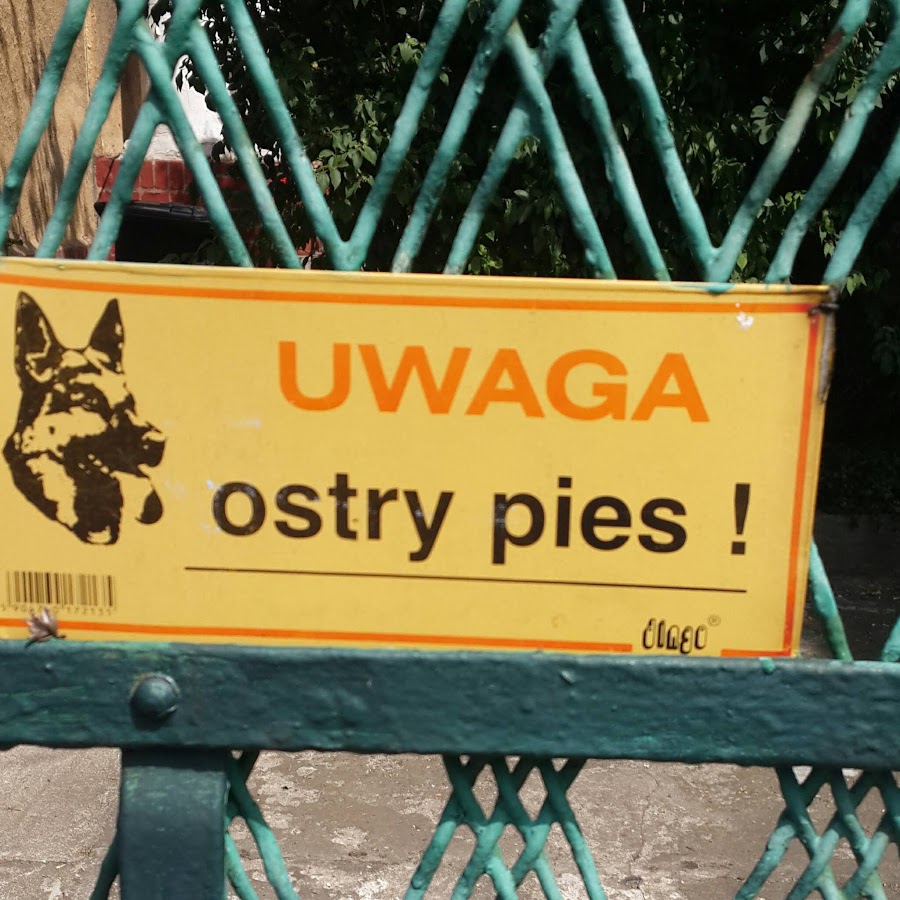 UWAGA
ostry pies !
dingo®